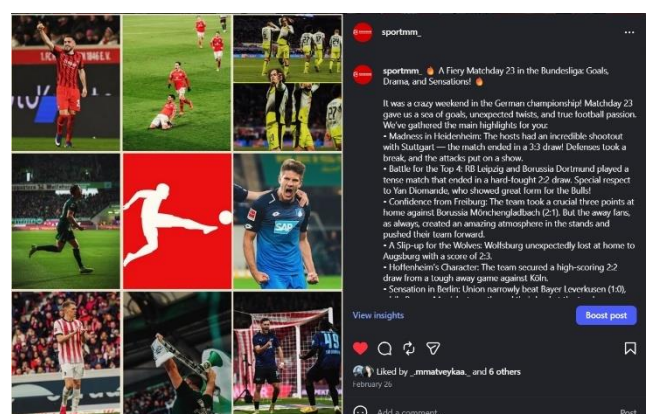 sportmm_
sportmm_ 🔥 A Fiery Matchday 23 in the Bundesliga: Goals,
Drama, and Sensations! 🔥
It was a crazy weekend in the German championship! Matchday 23
gave us a sea of goals, unexpected twists, and true football passion.
We've gathered the main highlights for you:
• Madness in Heidenheim: The hosts had an incredible shootout
with Stuttgart — the match ended in a 3:3 draw! Defenses took a
break, and the attacks put on a show.
• Battle for the Top 4: RB Leipzig and Borussia Dortmund played a
tense match that ended in a hard-fought 2:2 draw. Special respect
to Yan Diomande, who showed great form for the Bulls!
• Confidence from Freiburg: The team took a crucial three points at
home against Borussia Mönchengladbach (2:1). But the away fans,
as always, created an amazing atmosphere in the stands and
pushed their team forward.
• A Slip-up for the Wolves: Wolfsburg unexpectedly lost at home to
Augsburg with a score of 2:3.
• Hoffenheim's Character: The team secured a high-scoring 2:2
draw from a tough away game against Köln.
• Sensation in Berlin: Union narrowly beat Bayer Leverkusen (1:0),
View insights
Boost post
Liked by _.mmatveykaa._ and 6 others
February 26
Add a comment...
Post
SAP
49